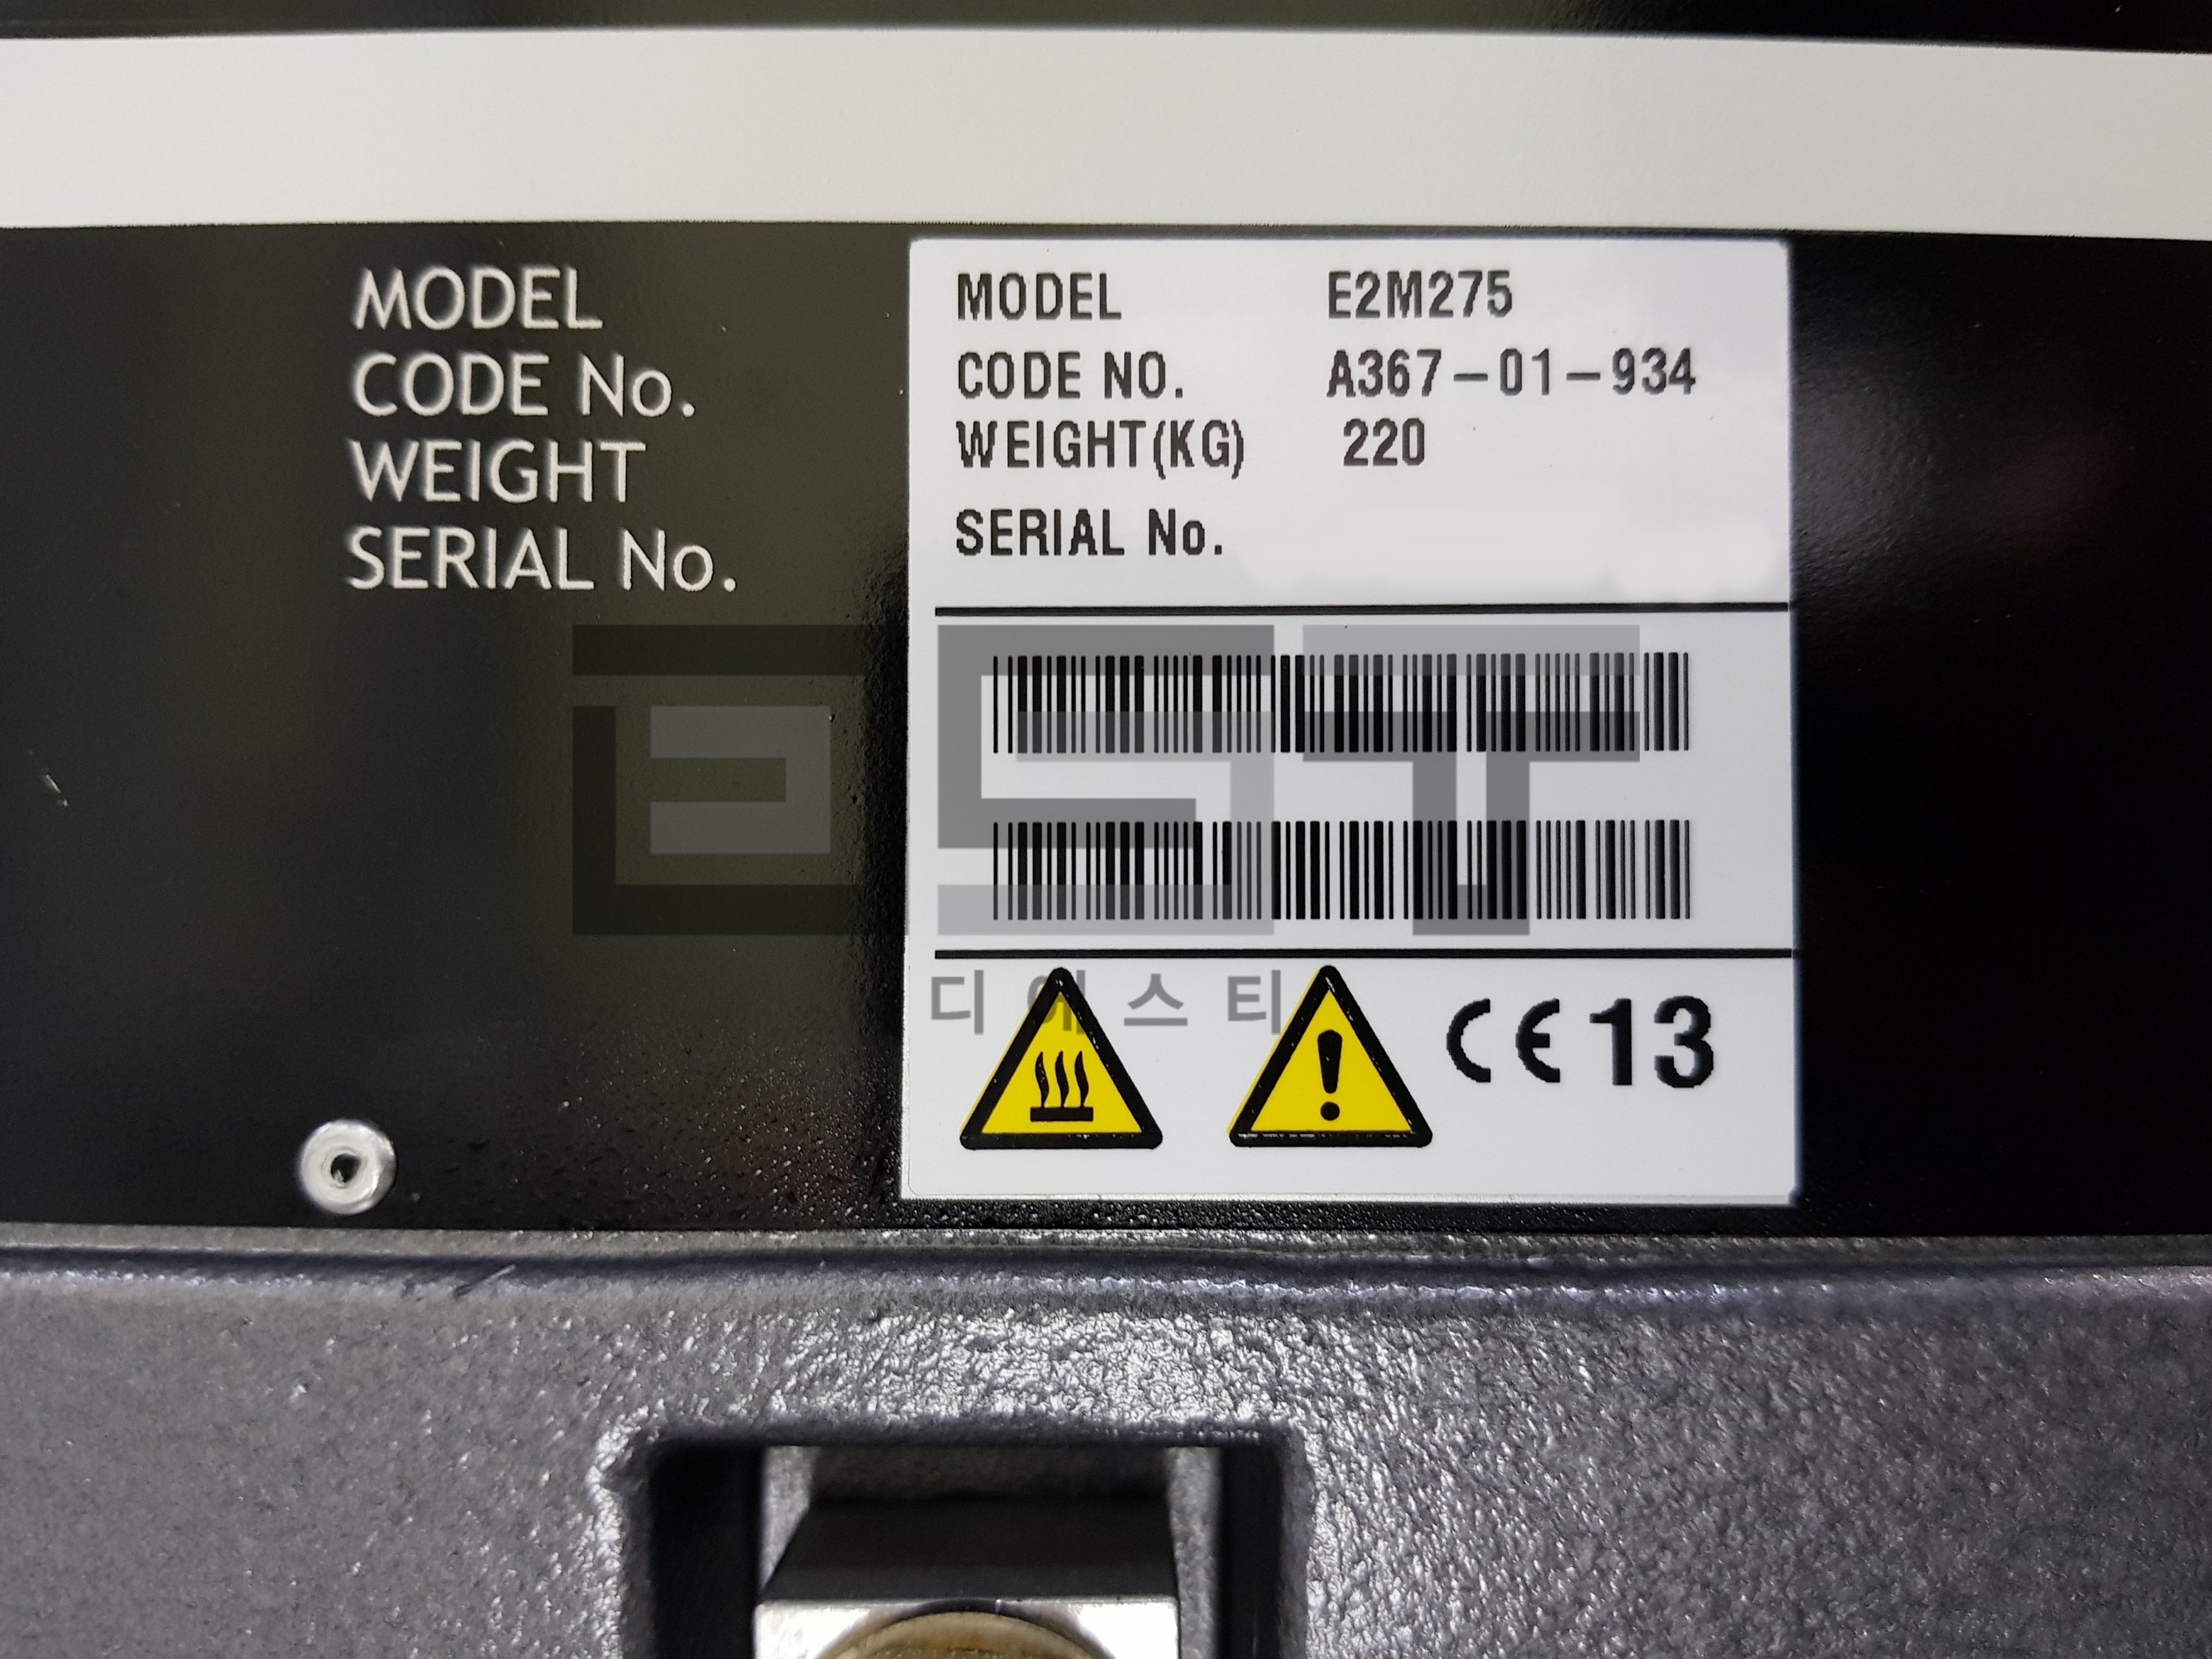 MODEL
CODE No.
WEIGHT
SERIAL No.
MODEL E2M275
CODE NO. A367-01-934
WEIGHT(KG) 220
SERIAL No.
DST
디에스티
CE 13